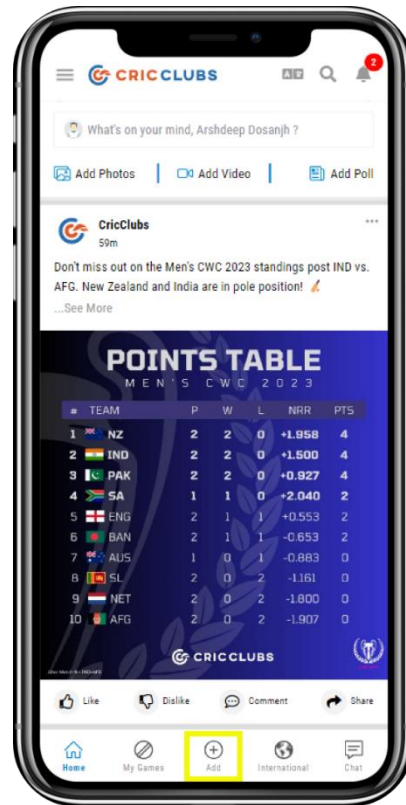 CRICCLUBS
2
What's on your mind, Arshdeep Dosanjh ?
Add Photos Add Video Add Poll
CricClubs
59m
Don't miss out on the Men's CWC 2023 standings post IND vs.
AFG. New Zealand and India are in pole position!
...See More
POINTS TABLE
MEN'S CWC 2023
# TEAM P W L NRR PTS
1 NZ 2 2 0 +1.958 4
2 IND 2 2 0 +1.500 4
3 PAK 2 2 0 +0.927 4
4 SA 1 1 0 +2.040 2
5 ENG 2 1 1 +0.553 2
6 BAN 2 1 1 -0.653 2
7 AUS 1 0 1 -0.883 0
8 SL 2 0 2 -1.161 0
9 NET 2 0 2 -1.800 0
10 AFG 2 0 2 -1.907 0
CRICCLUBS
Like Dislike Comment Share
Home My Games Add International Chat